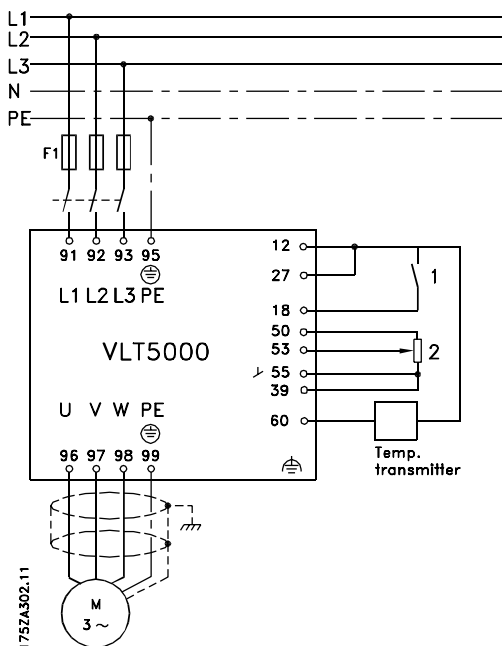 L1
L2
L3
N
PE
F1
91 92 93 95
L1 L2 L3 PE
VLT5000
U V W PE
96 97 98 99
12
27
18
50
53
55
39
60
1
2
Temp.
transmitter
M
3 ~
175ZA302.11